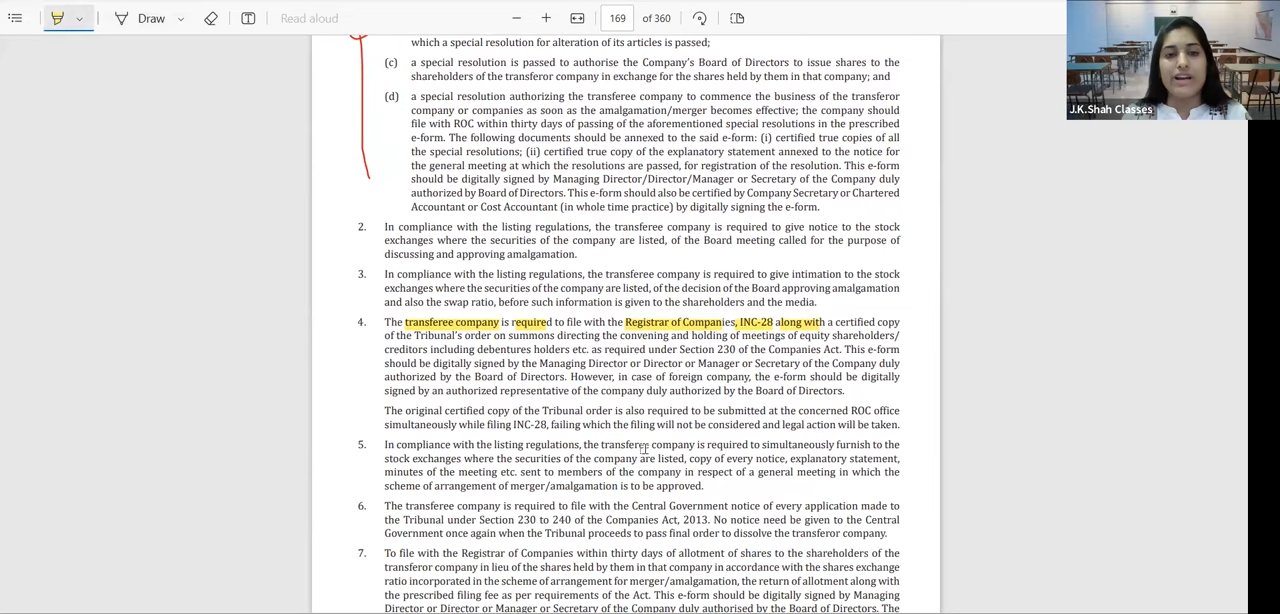 Draw
Read aloud
169
of 360
J.K.Shah Classes
which a special resolution for alteration of its articles is passed;
(c) a special resolution is passed to authorise the Company's Board of Directors to issue shares to the
shareholders of the transferor company in exchange for the shares held by them in that company; and
(d) a special resolution authorizing the transferee company to commence the business of the transferor
company or companies as soon as the amalgamation/merger becomes effective; the company should
file with ROC within thirty days of passing of the aforementioned special resolutions in the prescribed
e-form. The following documents should be annexed to the said e-form: (i) certified true copies of all
the special resolutions; (ii) certified true copy of the explanatory statement annexed to the notice for
the general meeting at which the resolutions are passed, for registration of the resolution. This e-form
should be digitally signed by Managing Director/Director/Manager or Secretary of the Company duly
authorized by Board of Directors. This e-form should also be certified by Company Secretary or Chartered
Accountant or Cost Accountant (in whole time practice) by digitally signing the e-form.
2. In compliance with the listing regulations, the transferee company is required to give notice to the stock
exchanges where the securities of the company are listed, of the Board meeting called for the purpose of
discussing and approving amalgamation.
3. In compliance with the listing regulations, the transferee company is required to give intimation to the stock
exchanges where the securities of the company are listed, of the decision of the Board approving amalgamation
and also the swap ratio, before such information is given to the shareholders and the media.
4. The transferee company is required to file with the Registrar of Companies, INC-28 along with a certified copy
of the Tribunal's order on summons directing the convening and holding of meetings of equity shareholders/
creditors including debentures holders etc. as required under Section 230 of the Companies Act. This e-form
should be digitally signed by the Managing Director or Director or Manager or Secretary of the Company duly
authorized by the Board of Directors. However, in case of foreign company, the e-form should be digitally
signed by an authorized representative of the company duly authorized by the Board of Directors.
The original certified copy of the Tribunal order is also required to be submitted at the concerned ROC office
simultaneously while filing INC-28, failing which the filing will not be considered and legal action will be taken.
5. In compliance with the listing regulations, the transferee company is required to simultaneously furnish to the
stock exchanges where the securities of the company are listed, copy of every notice, explanatory statement,
minutes of the meeting etc. sent to members of the company in respect of a general meeting in which the
scheme of arrangement of merger/amalgamation is to be approved.
6. The transferee company is required to file with the Central Government notice of every application made to
the Tribunal under Section 230 to 240 of the Companies Act, 2013. No notice need be given to the Central
Government once again when the Tribunal proceeds to pass final order to dissolve the transferor company.
7. To file with the Registrar of Companies within thirty days of allotment of shares to the shareholders of the
transferor company in lieu of the shares held by them in that company in accordance with the shares exchange
ratio incorporated in the scheme of arrangement for merger/amalgamation, the return of allotment along with
the prescribed filing fee as per requirements of the Act. This e-form should be digitally signed by Managing
Director or Director or Manager or Secretary of the Company duly authorised by the Board of Directors. The